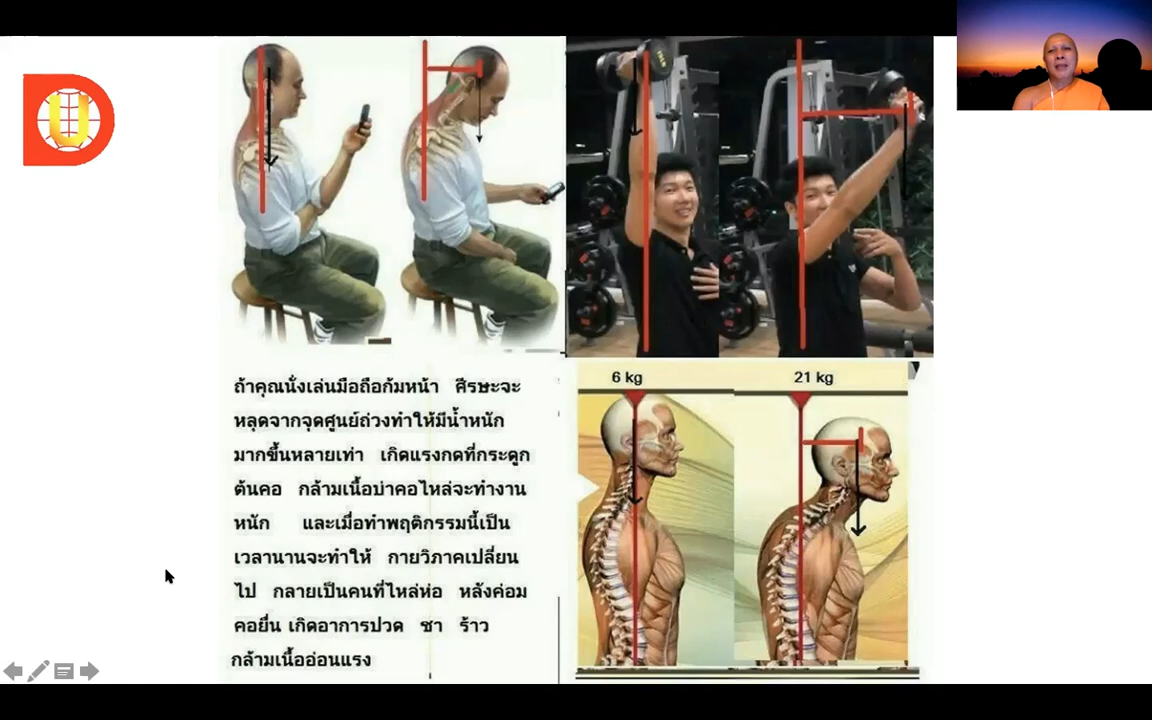 U
6 kg
21 kg
ถ้าคุณนั่งเล่นมือถือก้มหน้า ศีรษะจะ
หลุดจากจุดศูนย์ถ่วงทำให้มีน้ำหนัก
มากขึ้นหลายเท่า เกิดแรงกดที่กระดูก
ต้นคอ กล้ามเนื้อบ่าคอไหล่จะทำงาน
หนัก และเมื่อทำพฤติกรรมนี้เป็น
เวลานานจะทำให้ กายวิภาคเปลี่ยน
ไป กลายเป็นคนที่ไหล่ห่อ หลังค่อม
คอยื่น เกิดอาการปวด ชา ร้าว
กล้ามเนื้ออ่อนแรง